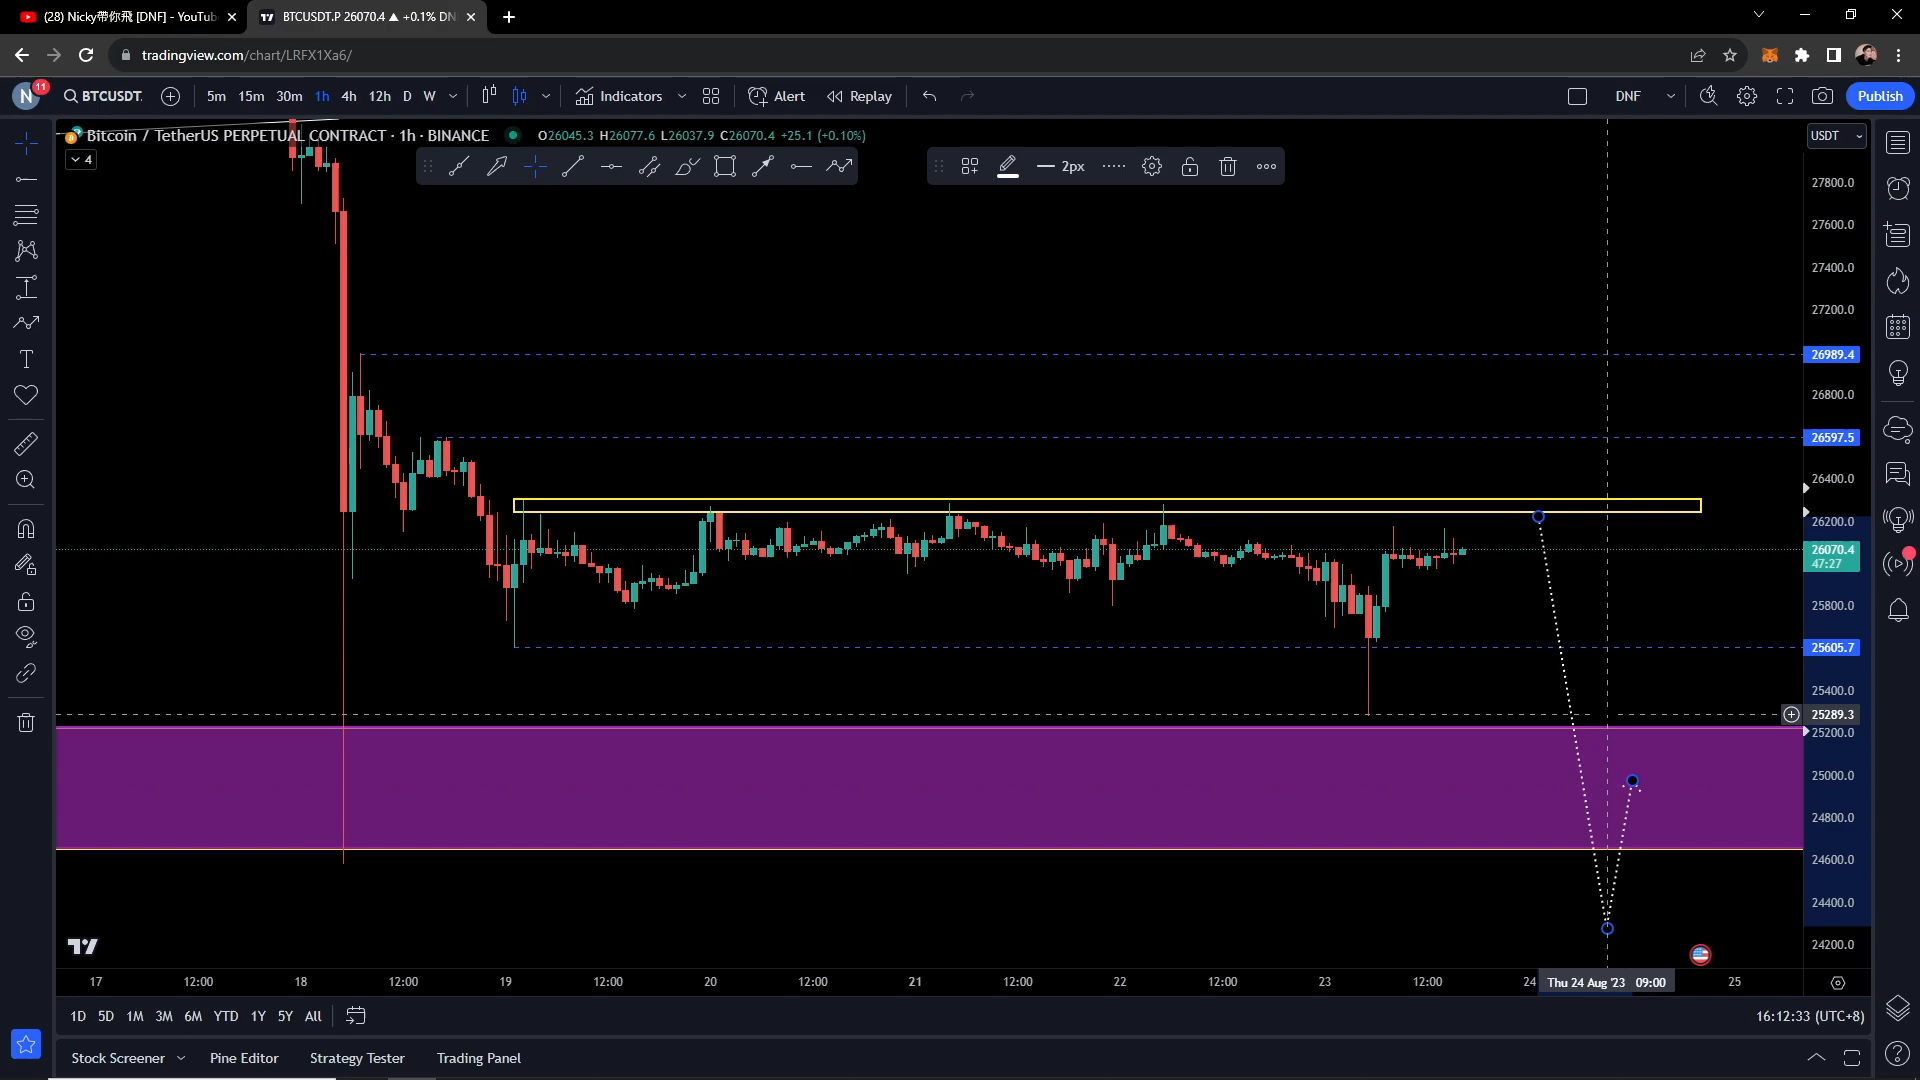 (28) Nicky帶你飛 [DNF] - YouTub
BTCUSDT.P 26070.4 ▲ +0.1% DN
tradingview.com/chart/LRFX1Xa6/
N
11
BTCUSDT.
5m 15m 30m 1h 4h 12h D W
Indicators
Alert
Replay
DNF
Publish
Bitcoin / TetherUS PERPETUAL CONTRACT · 1h · BINANCE
O26045.3 H26077.6 L26037.9 C26070.4 +25.1 (+0.10%)
USDT
4
2px
27800.0
27600.0
27400.0
27200.0
26989.4
26800.0
26597.5
26400.0
26200.0
26070.4
47:27
25800.0
25605.7
25400.0
25289.3
25200.0
25000.0
24800.0
24600.0
24400.0
24200.0
17 12:00 18 12:00 19 12:00 20 12:00 21 12:00 22 12:00 23 12:00 24 Thu 24 Aug '23 09:00 25
1D 5D 1M 3M 6M YTD 1Y 5Y All
16:12:33 (UTC+8)
Stock Screener Pine Editor Strategy Tester Trading Panel